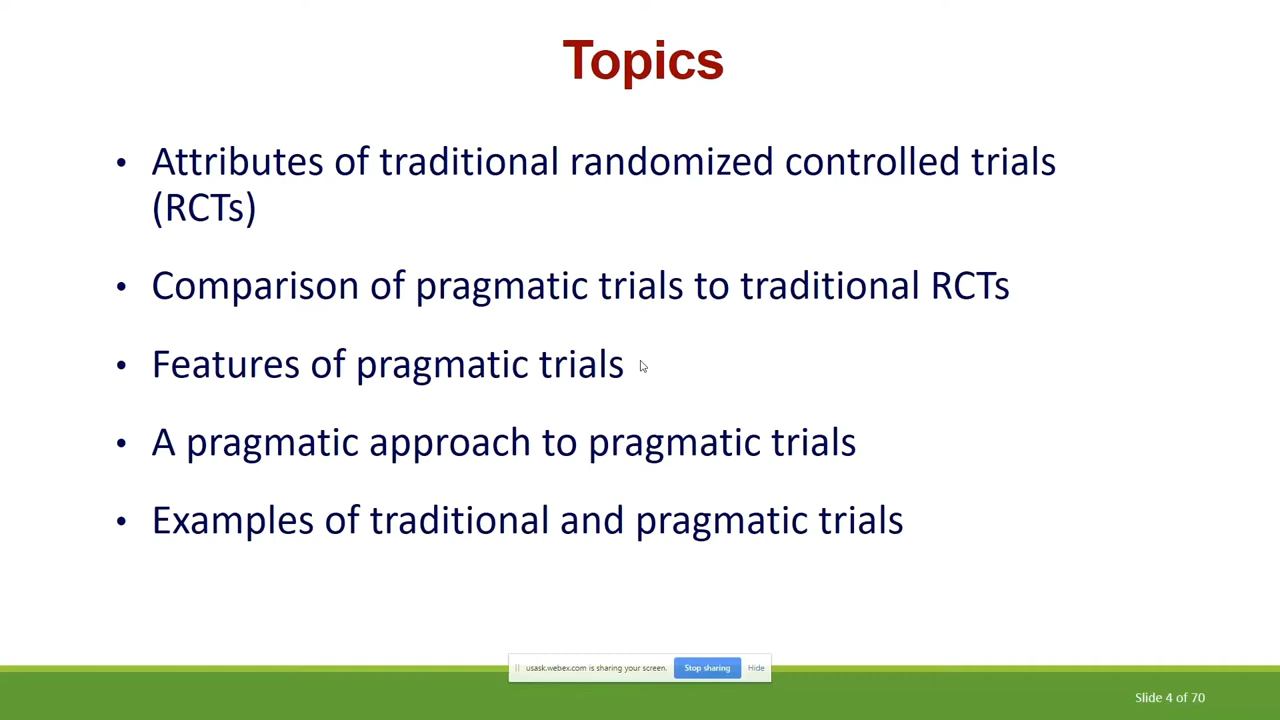 Topics
• Attributes of traditional randomized controlled trials
(RCTs)
• Comparison of pragmatic trials to traditional RCTs
• Features of pragmatic trials
• A pragmatic approach to pragmatic trials
• Examples of traditional and pragmatic trials
usask.webex.com is sharing your screen. Stop sharing Hide
Slide 4 of 70